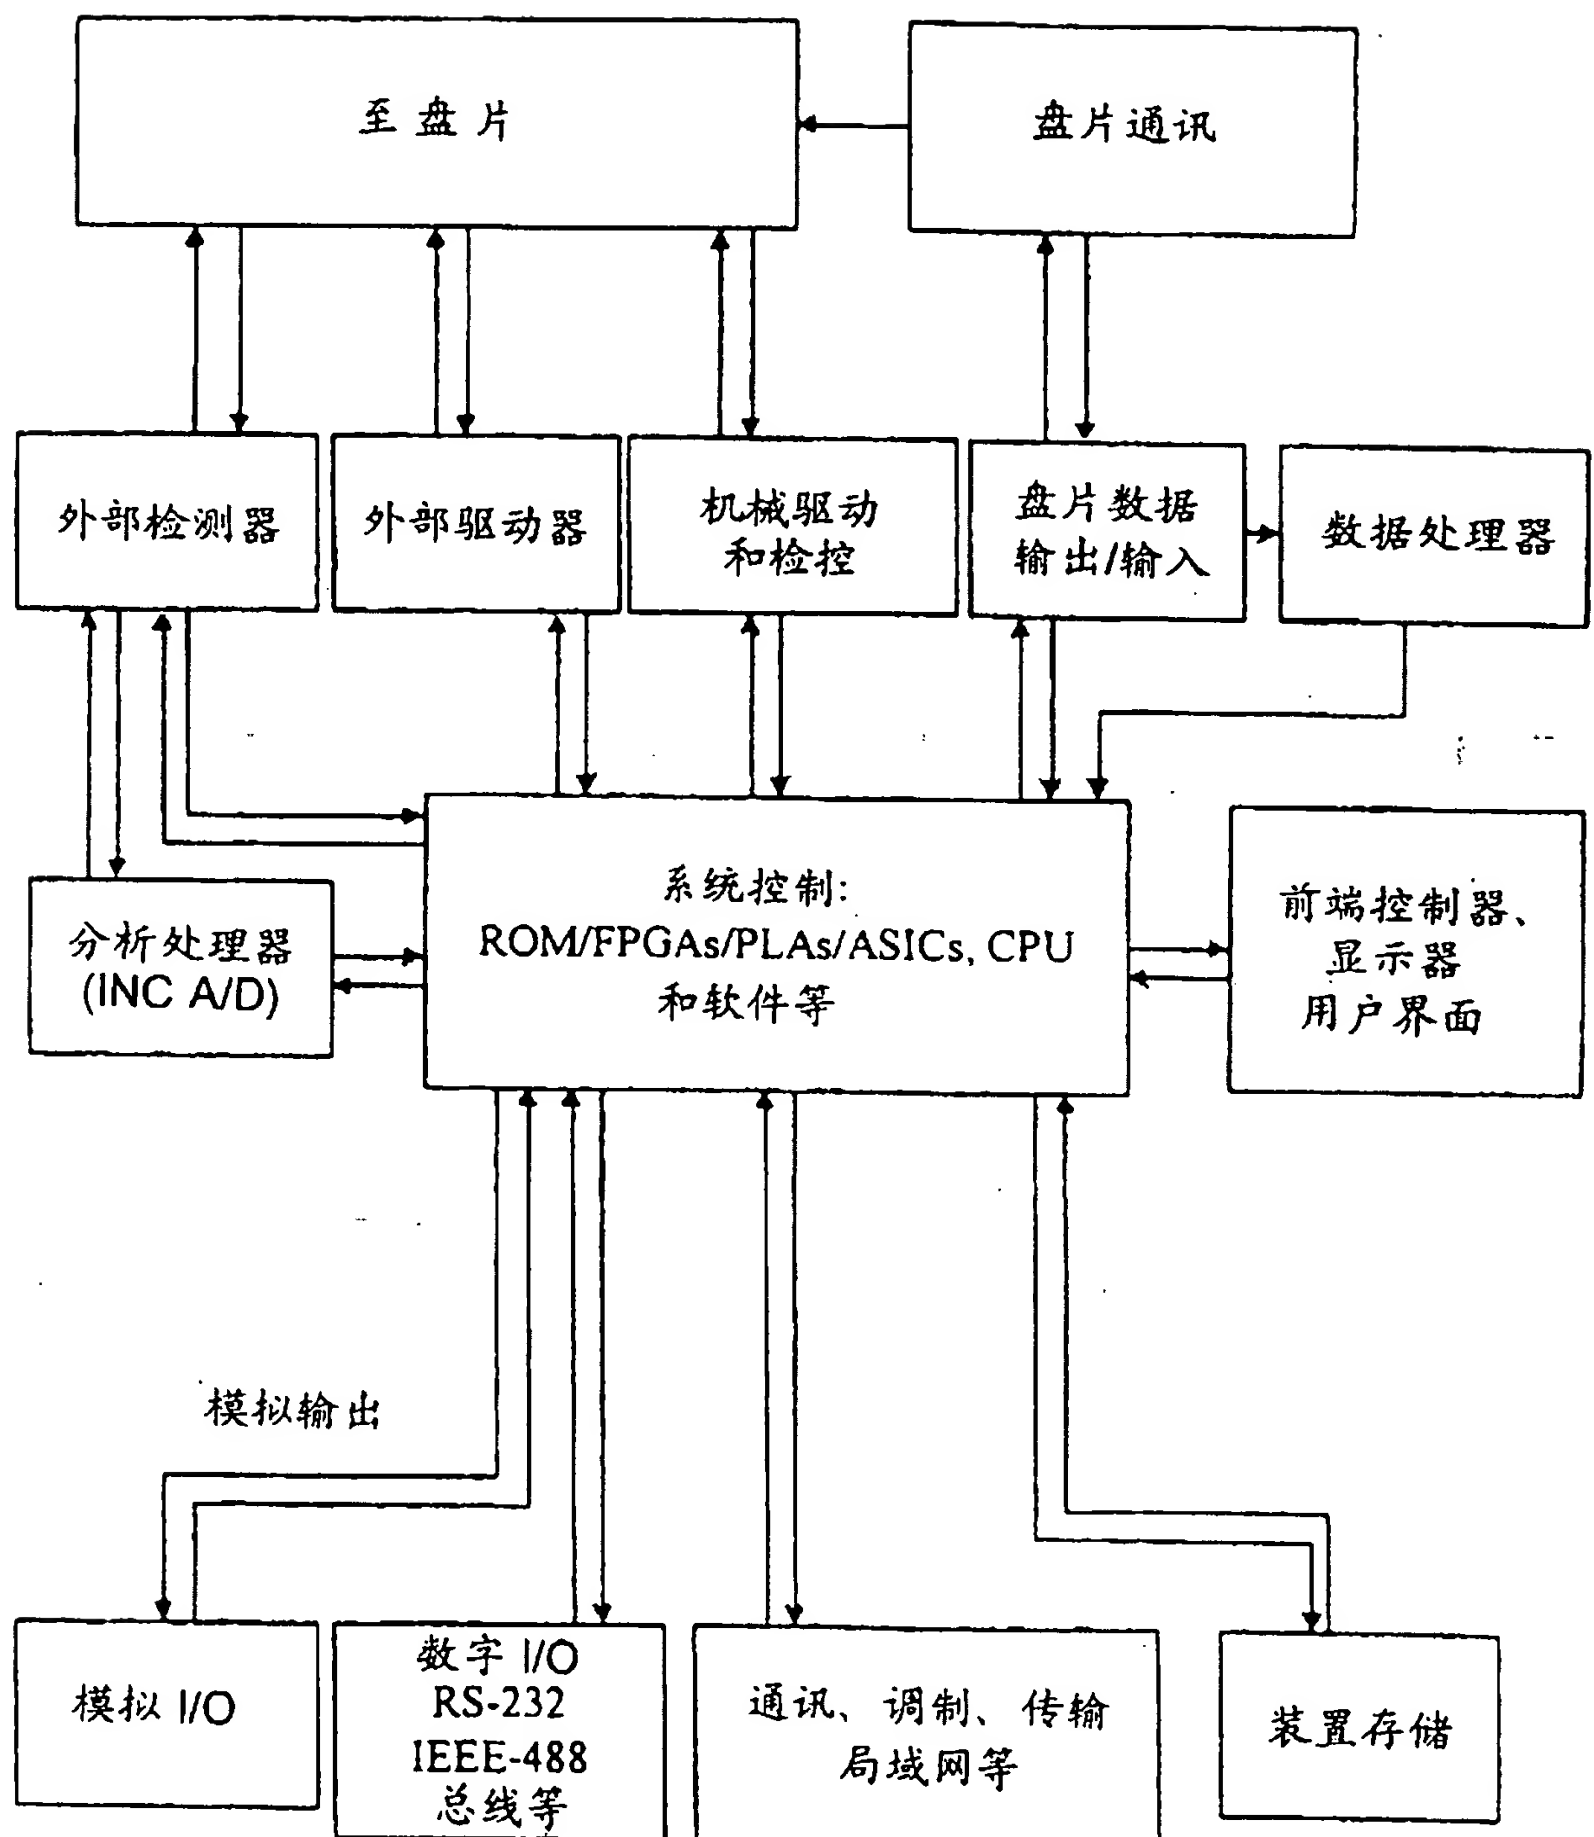 至盘片
盘片通讯
外部检测器
外部驱动器
机械驱动
和检控
盘片数据
输出/输入
数据处理器
分析处理器
(INC A/D)
系统控制:
ROM/FPGAs/PLAs/ASICs, CPU
和软件等
前端控制器、
显示器
用户界面
模拟输出
模拟 I/O
数字 I/O
RS-232
IEEE-488
总线等
通讯、调制、传输
局域网等
装置存储